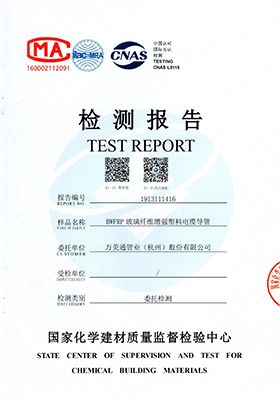 MA
160002112091
ilac-MRA
CNAS
中国认可
国际互认
检测
TESTING
CNAS L0116
检测报告
TEST REPORT
报告编号
REPORT NO.
1913111416
样品名称
NAME OF SAMPLE
BWFRP 玻璃纤维增强塑料电缆导管
委托单位
CUSTOMER
万美通管业（杭州）股份有限公司
受检单位
/
检测类别
委托检测
国家化学建材质量监督检验中心
STATE CENTER OF SUPERVISION AND TEST FOR
CHEMICAL BUILDING MATERIALS